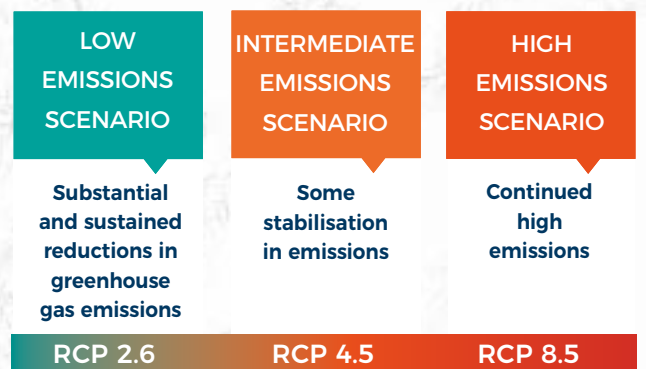 LOW
EMISSIONS
SCENARIO
Substantial
and sustained
reductions in
greenhouse
gas emissions
RCP 2.6
INTERMEDIATE
EMISSIONS
SCENARIO
Some
stabilisation
in emissions
RCP 4.5
HIGH
EMISSIONS
SCENARIO
Continued
high
emissions
RCP 8.5